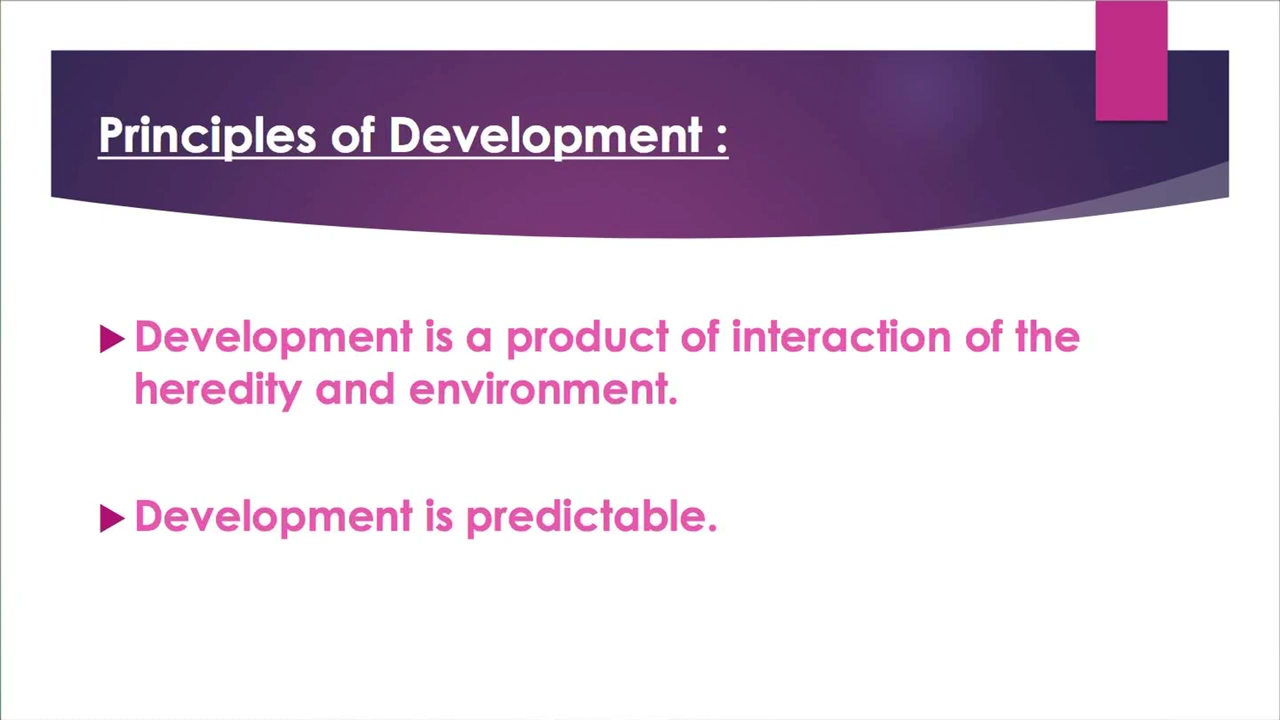 Principles of Development :
Development is a product of interaction of the
heredity and environment.
Development is predictable.